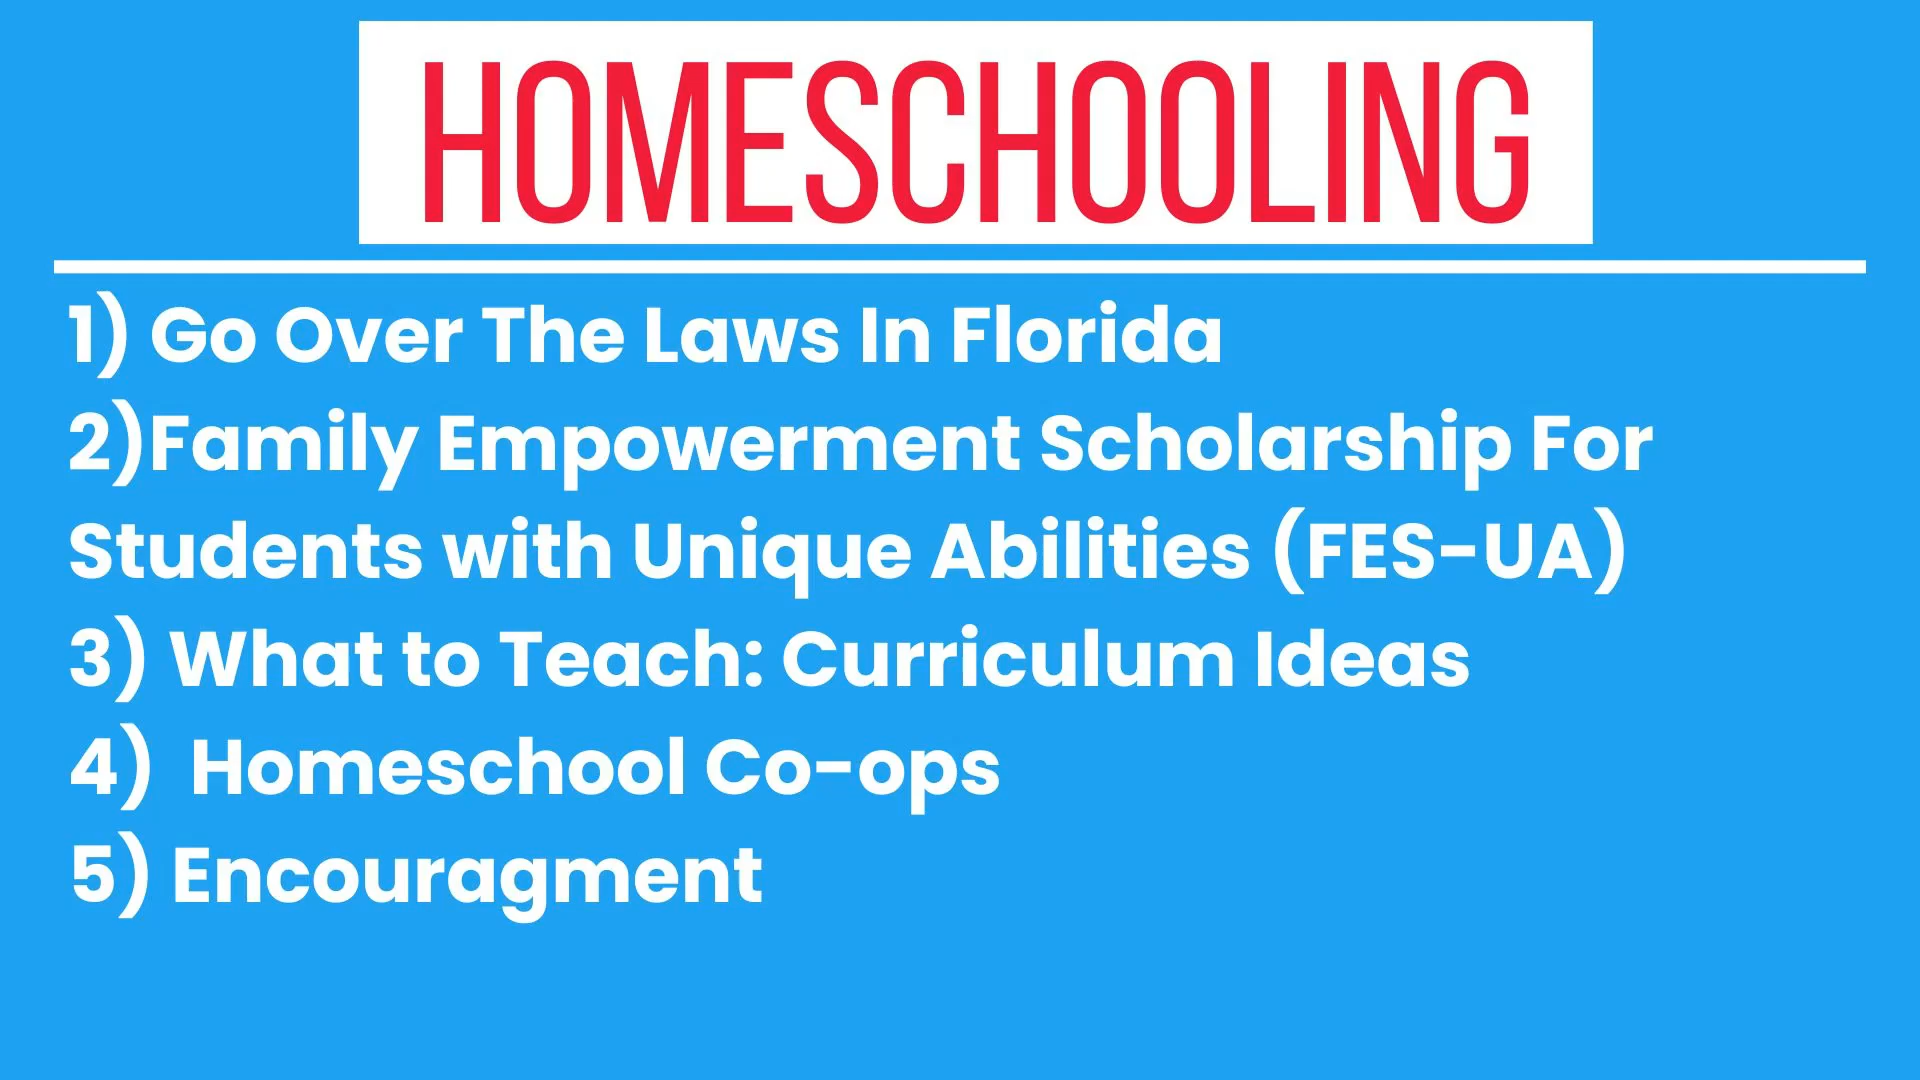 HOMESCHOOLING
1) Go Over The Laws In Florida
2)Family Empowerment Scholarship For
Students with Unique Abilities (FES-UA)
3) What to Teach: Curriculum Ideas
4)  Homeschool Co-ops
5) Encouragment